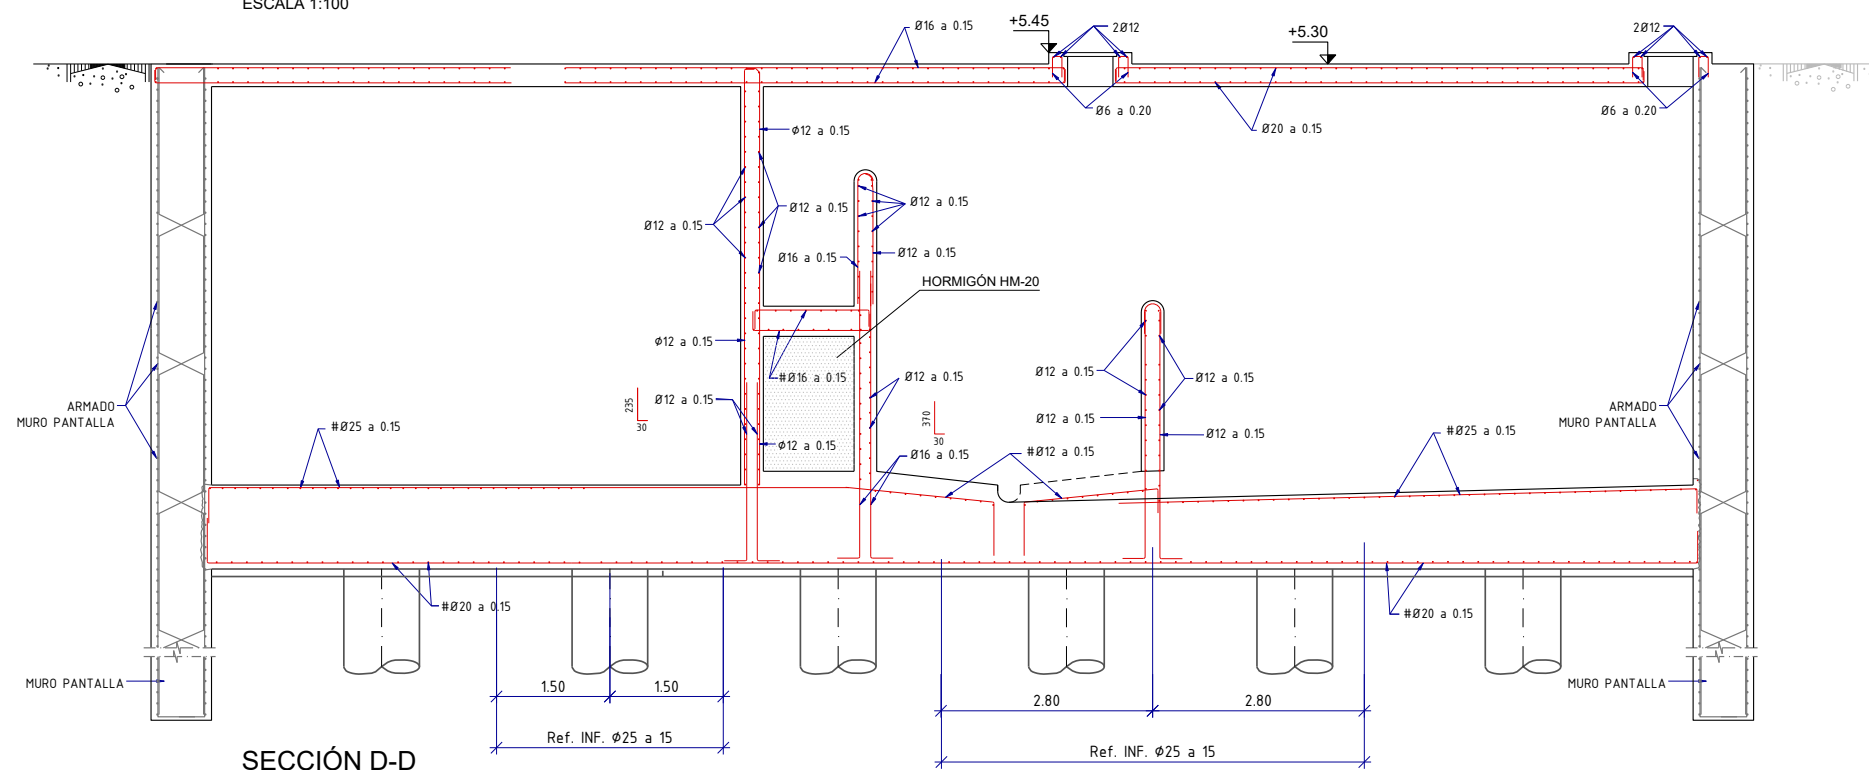 ESCALA 1:100
Ø16 a 0.15
+5.45
2Ø12
+5.30
2Ø12
Ø6 a 0.20
Ø20 a 0.15
Ø6 a 0.20
φ12 a 0.15
Ø12 a 0.15
Ø12 a 0.15
Ø12 a 0.15
Ø16 a 0.15
Ø12 a 0.15
HORMIGÓN HM-20
φ12 a 0.15
#Ø16 a 0.15
Ø12 a 0.15
Ø12 a 0.15
Ø12 a 0.15
Ø12 a 0.15
235
30
370
30
ARMADO
MURO PANTALLA
ARMADO
MURO PANTALLA
#Ø25 a 0.15
φ12 a 0.15
Ø12 a 0.15
Ø12 a 0.15
#Ø25 a 0.15
Ø16 a 0.15
#Ø12 a 0.15
#Ø20 a 0.15
#Ø20 a 0.15
MURO PANTALLA
1.50
1.50
2.80
2.80
MURO PANTALLA
Ref. INF. φ25 a 15
Ref. INF. φ25 a 15
SECCIÓN D-D